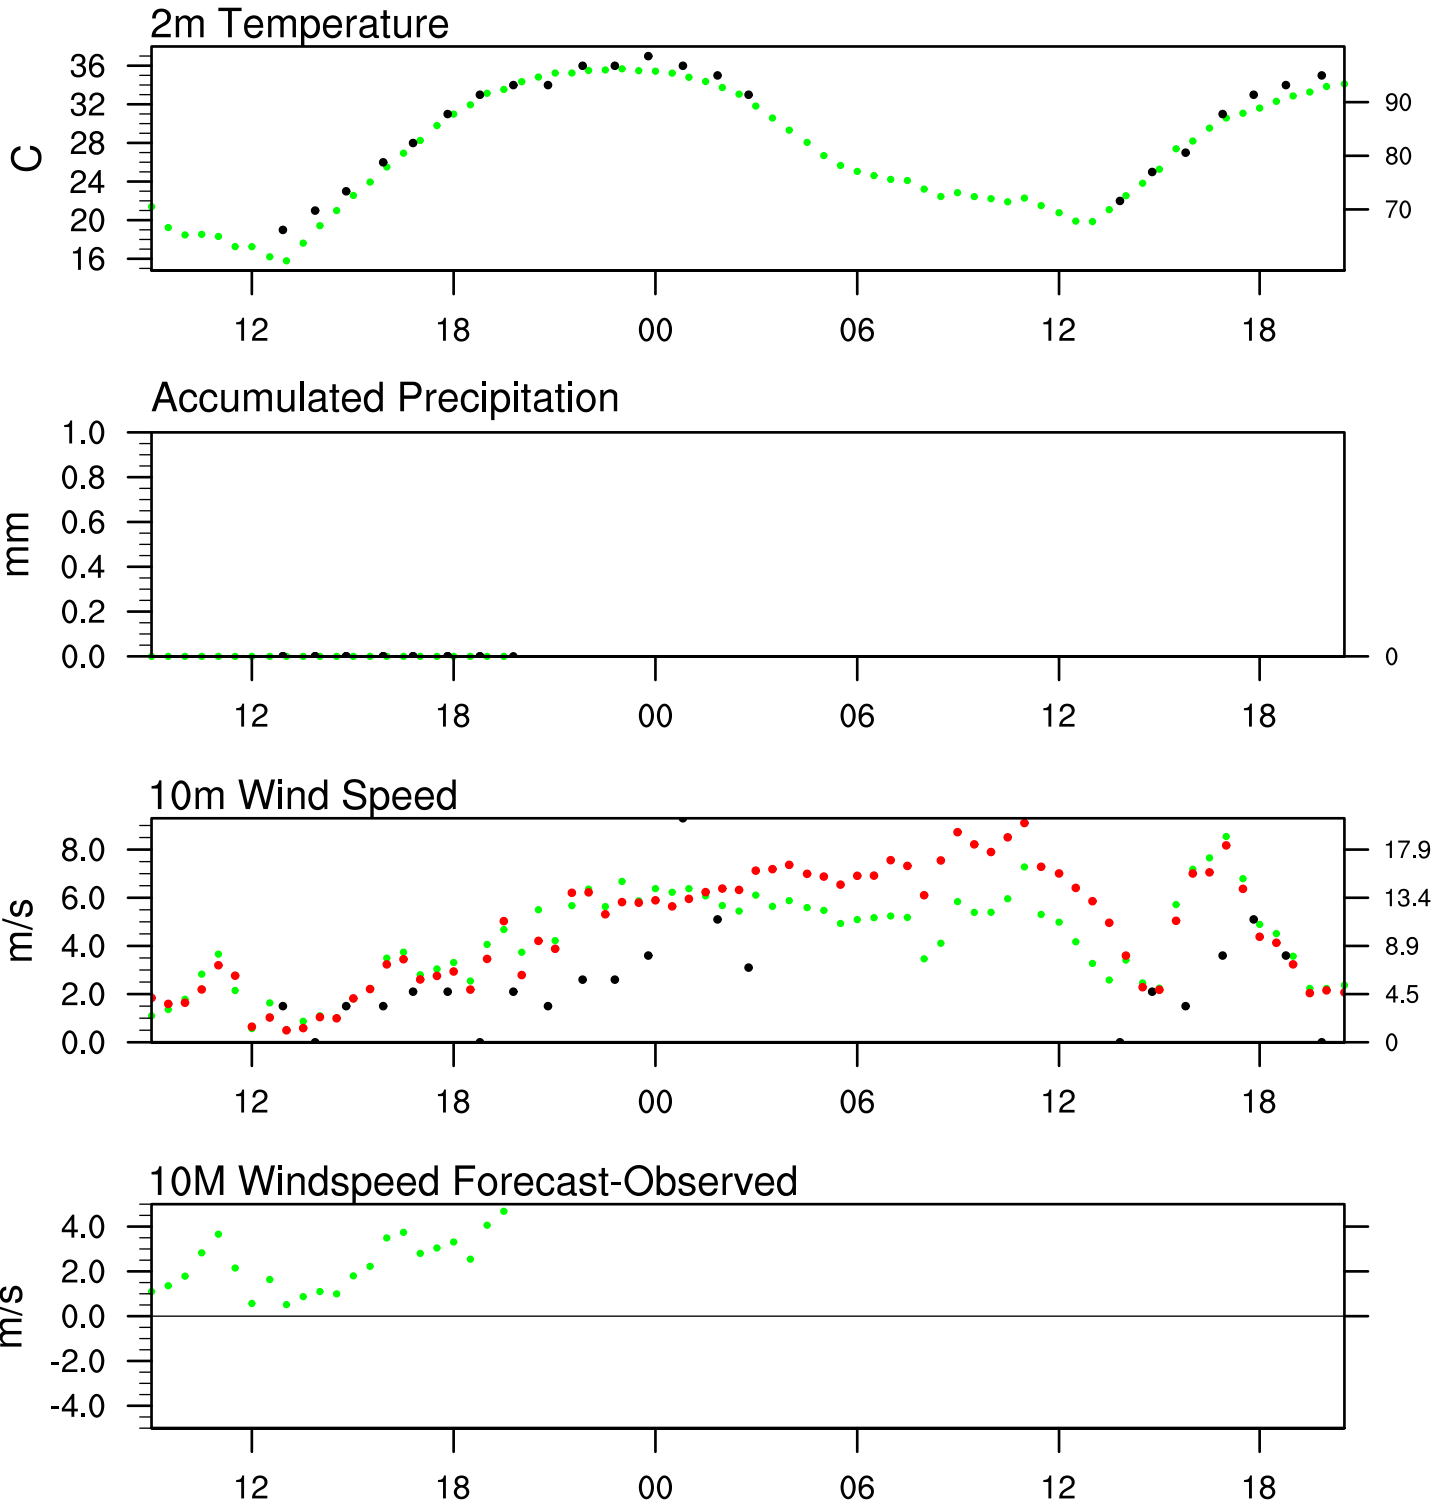 2m Temperature
36
32
28
24
20
16
C
90
80
70
12 18 00 06 12 18
Accumulated Precipitation
1.0
0.8
0.6
0.4
0.2
0.0
mm
0
12 18 00 06 12 18
10m Wind Speed
8.0
6.0
4.0
2.0
0.0
m/s
17.9
13.4
8.9
4.5
0
12 18 00 06 12 18
10M Windspeed Forecast-Observed
4.0
2.0
0.0
-2.0
-4.0
m/s
12 18 00 06 12 18